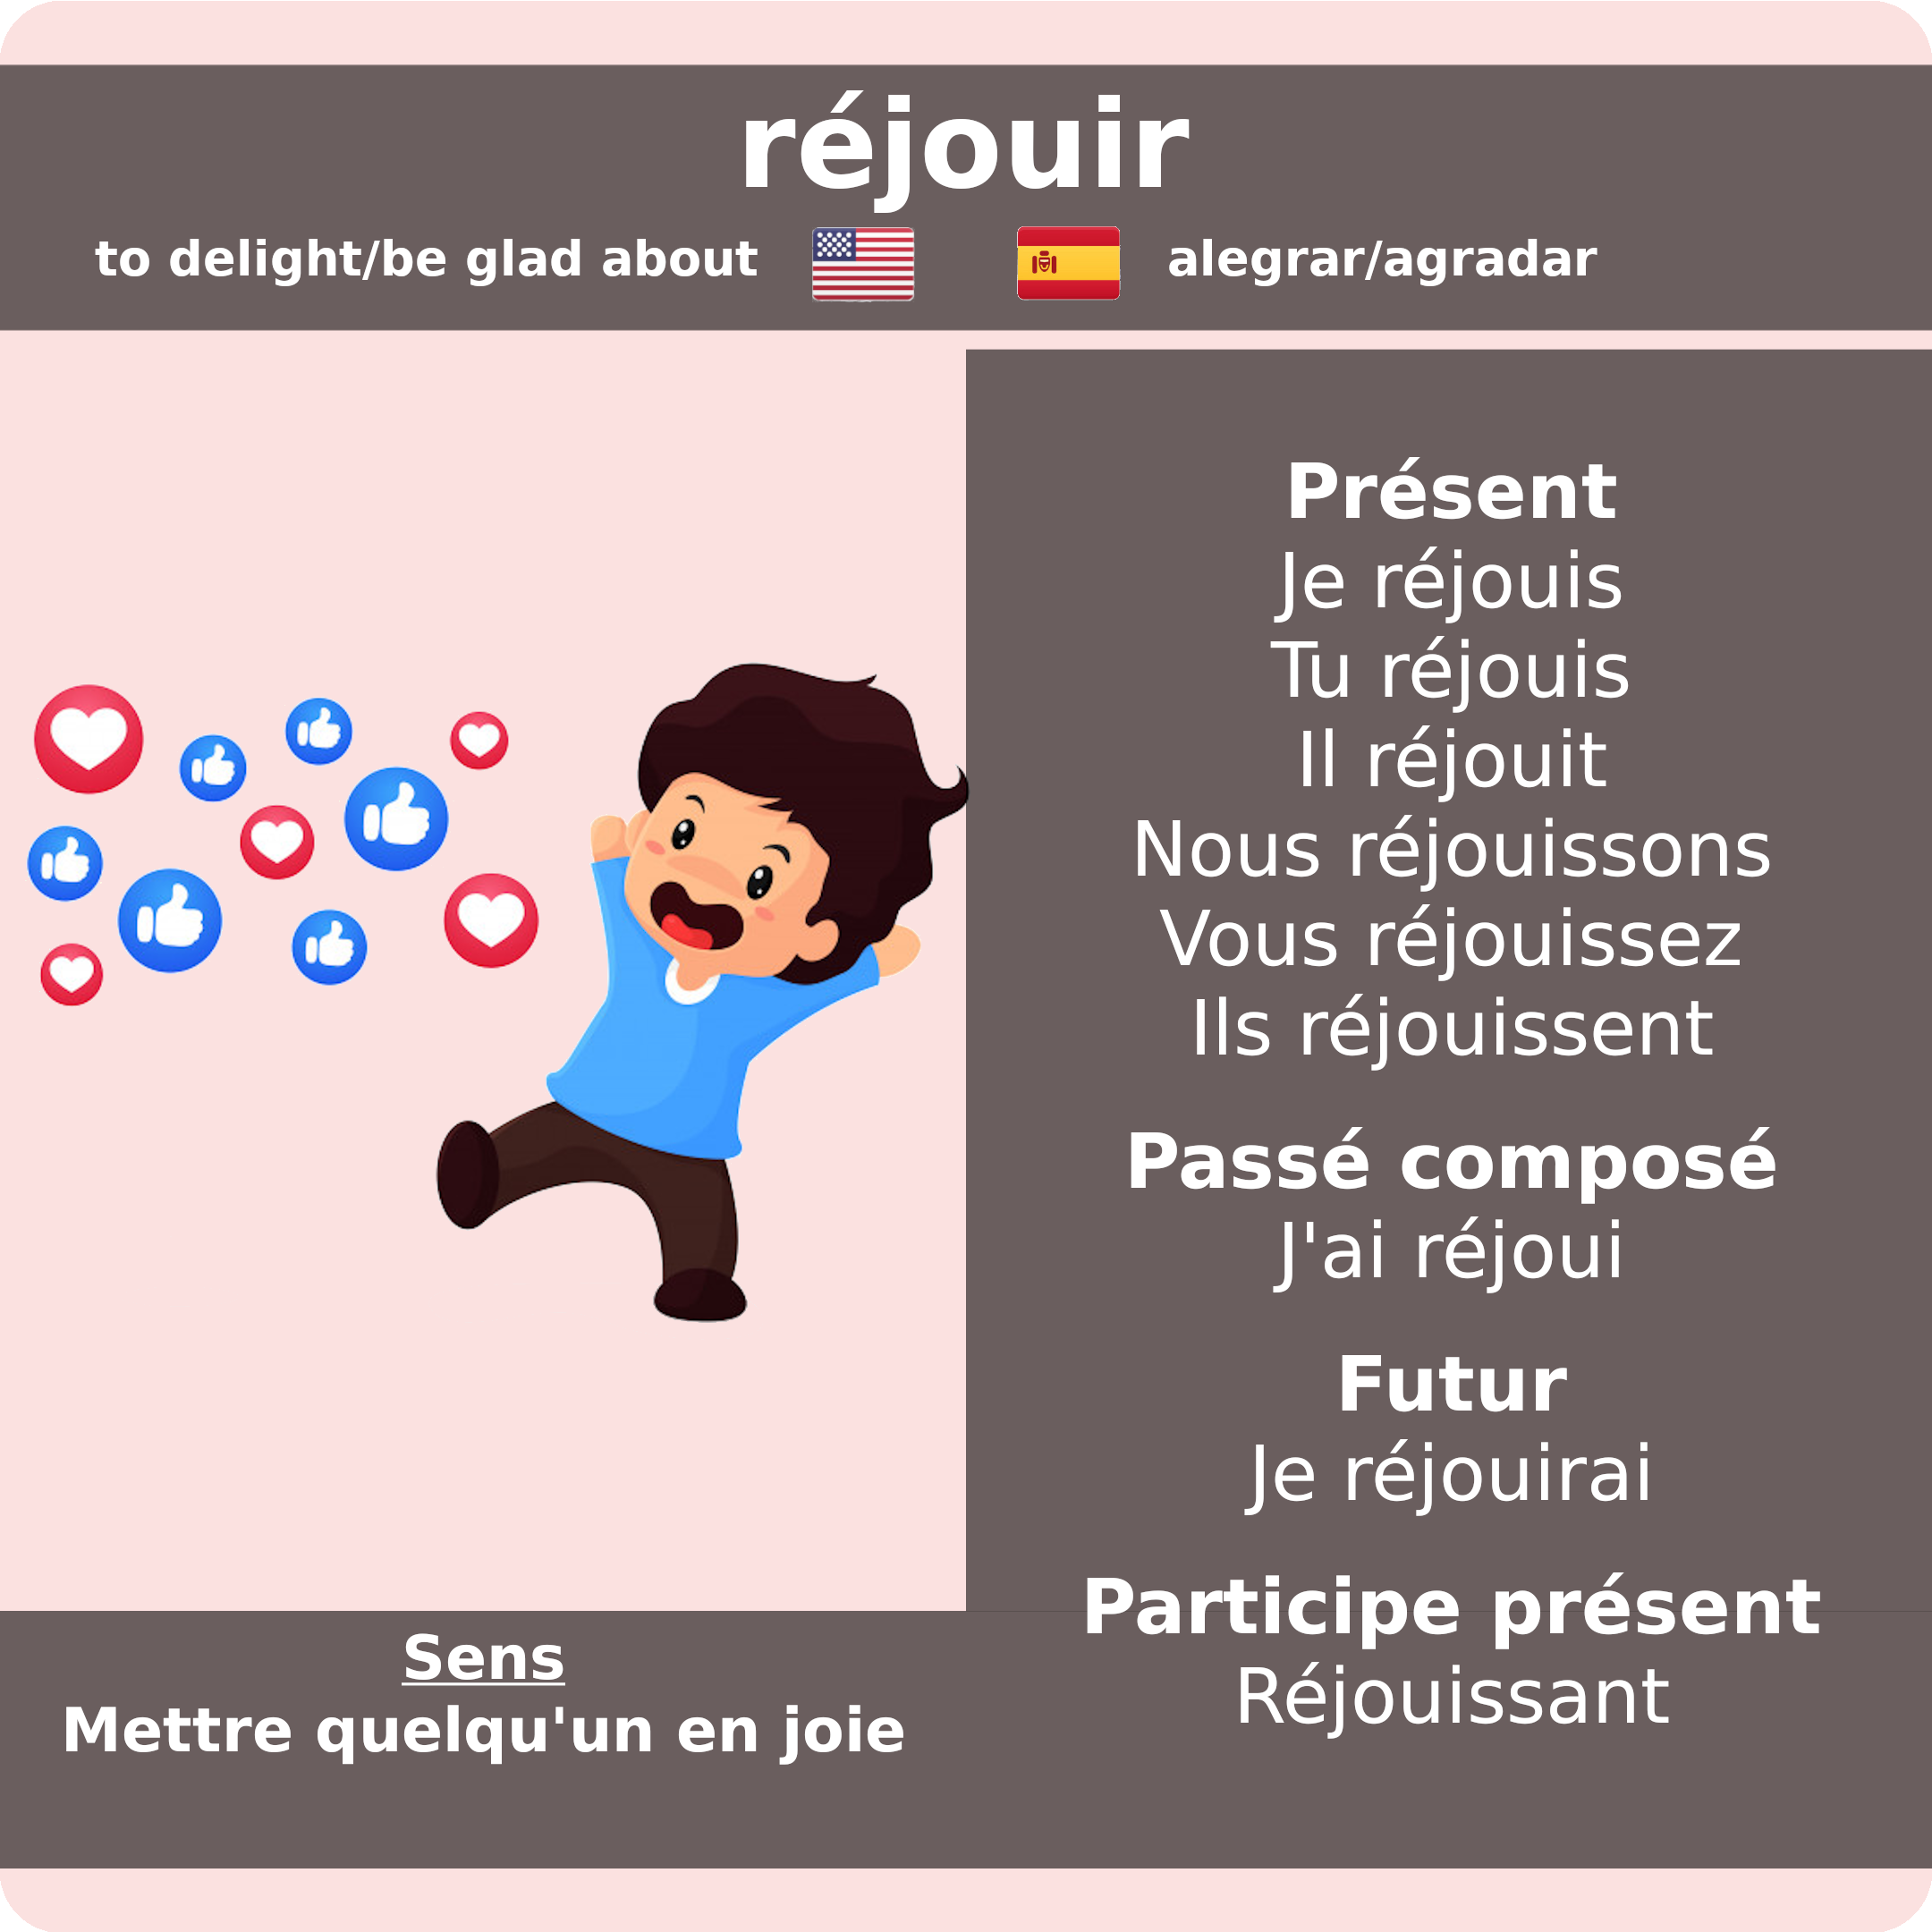 réjouir
to delight/be glad about
alegrar/agradar
Présent
Je réjouis
Tu réjouis
Il réjouit
Nous réjouissons
Vous réjouissez
Ils réjouissent
Passé composé
J'ai réjoui
Futur
Je réjouirai
Participe présent
Réjouissant
Sens
Mettre quelqu'un en joie